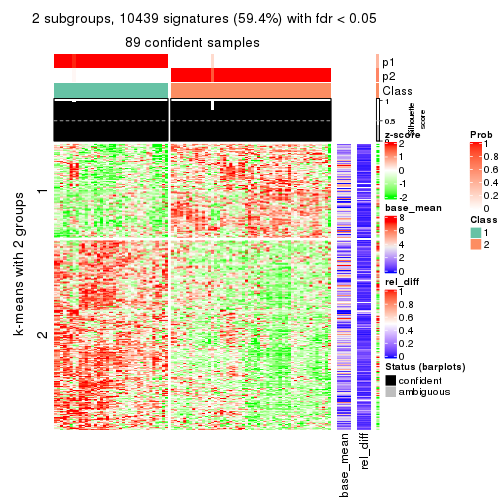 2 subgroups, 10439 signatures (59.4%) with fdr < 0.05
89 confident samples
p1
p2
Class
1
0.5
0
Silhouette
score
k-means with 2 groups
1
2
z-score
2
1
0
-1
-2
base_mean
8
6
4
2
0
rel_diff
1
0.8
0.6
0.4
0.2
0
Status (barplots)
confident
ambiguous
Prob
1
0.8
0.6
0.4
0.2
0
Class
1
2
base_mean
rel_diff